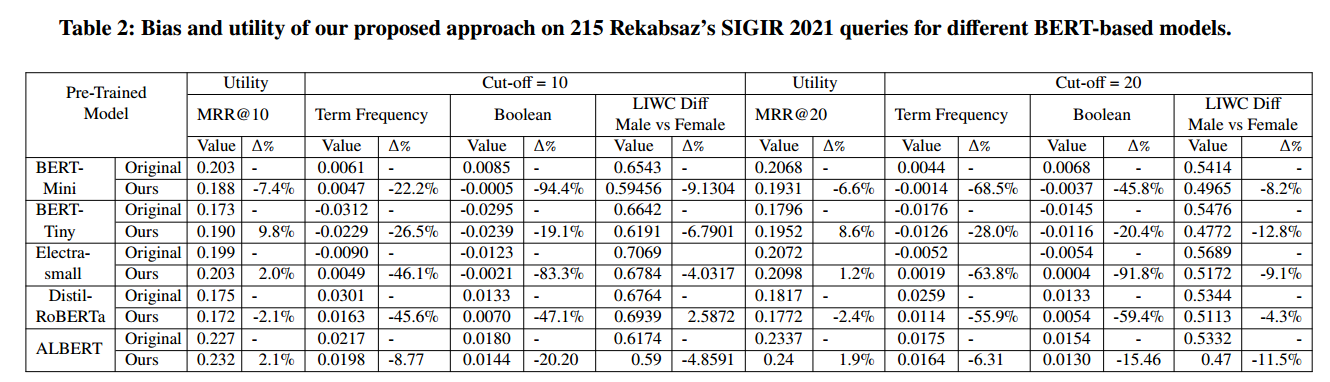 Table 2: Bias and utility of our proposed approach on 215 Rekabsaz's SIGIR 2021 queries for different BERT-based models.
Pre-Trained Model Utility Cut-off = 10 Utility Cut-off = 20
MRR@10 Term Frequency Boolean LIWC Diff Male vs Female MRR@20 Term Frequency Boolean LIWC Diff Male vs Female
Value Δ% Value Δ% Value Δ% Value Δ% Value Δ% Value Δ% Value Δ% Value Δ%
BERT-Mini Original 0.203 - 0.0061 - 0.0085 - 0.6543 - 0.2068 - 0.0044 - 0.0068 - 0.5414 -
Ours 0.188 -7.4% 0.0047 -22.2% -0.0005 -94.4% 0.59456 -9.1304 0.1931 -6.6% -0.0014 -68.5% -0.0037 -45.8% 0.4965 -8.2%
BERT-Tiny Original 0.173 - -0.0312 - -0.0295 - 0.6642 - 0.1796 - -0.0176 - -0.0145 - 0.5476 -
Ours 0.190 9.8% -0.0229 -26.5% -0.0239 -19.1% 0.6191 -6.7901 0.1952 8.6% -0.0126 -28.0% -0.0116 -20.4% 0.4772 -12.8%
Electra-small Original 0.199 - -0.0090 - -0.0123 - 0.7069 0.2072 - -0.0052 - -0.0054 - 0.5689 -
Ours 0.203 2.0% 0.0049 -46.1% -0.0021 -83.3% 0.6784 -4.0317 0.2098 1.2% 0.0019 -63.8% 0.0004 -91.8% 0.5172 -9.1%
Distil-RoBERTa Original 0.175 - 0.0301 - 0.0133 - 0.6764 - 0.1817 - 0.0259 - 0.0133 - 0.5344 -
Ours 0.172 -2.1% 0.0163 -45.6% 0.0070 -47.1% 0.6939 2.5872 0.1772 -2.4% 0.0114 -55.9% 0.0054 -59.4% 0.5113 -4.3%
ALBERT Original 0.227 - 0.0217 - 0.0180 - 0.6174 - 0.2337 - 0.0175 - 0.0154 - 0.5332 -
Ours 0.232 2.1% 0.0198 -8.77 0.0144 -20.20 0.59 -4.8591 0.24 1.9% 0.0164 -6.31 0.0130 -15.46 0.47 -11.5%